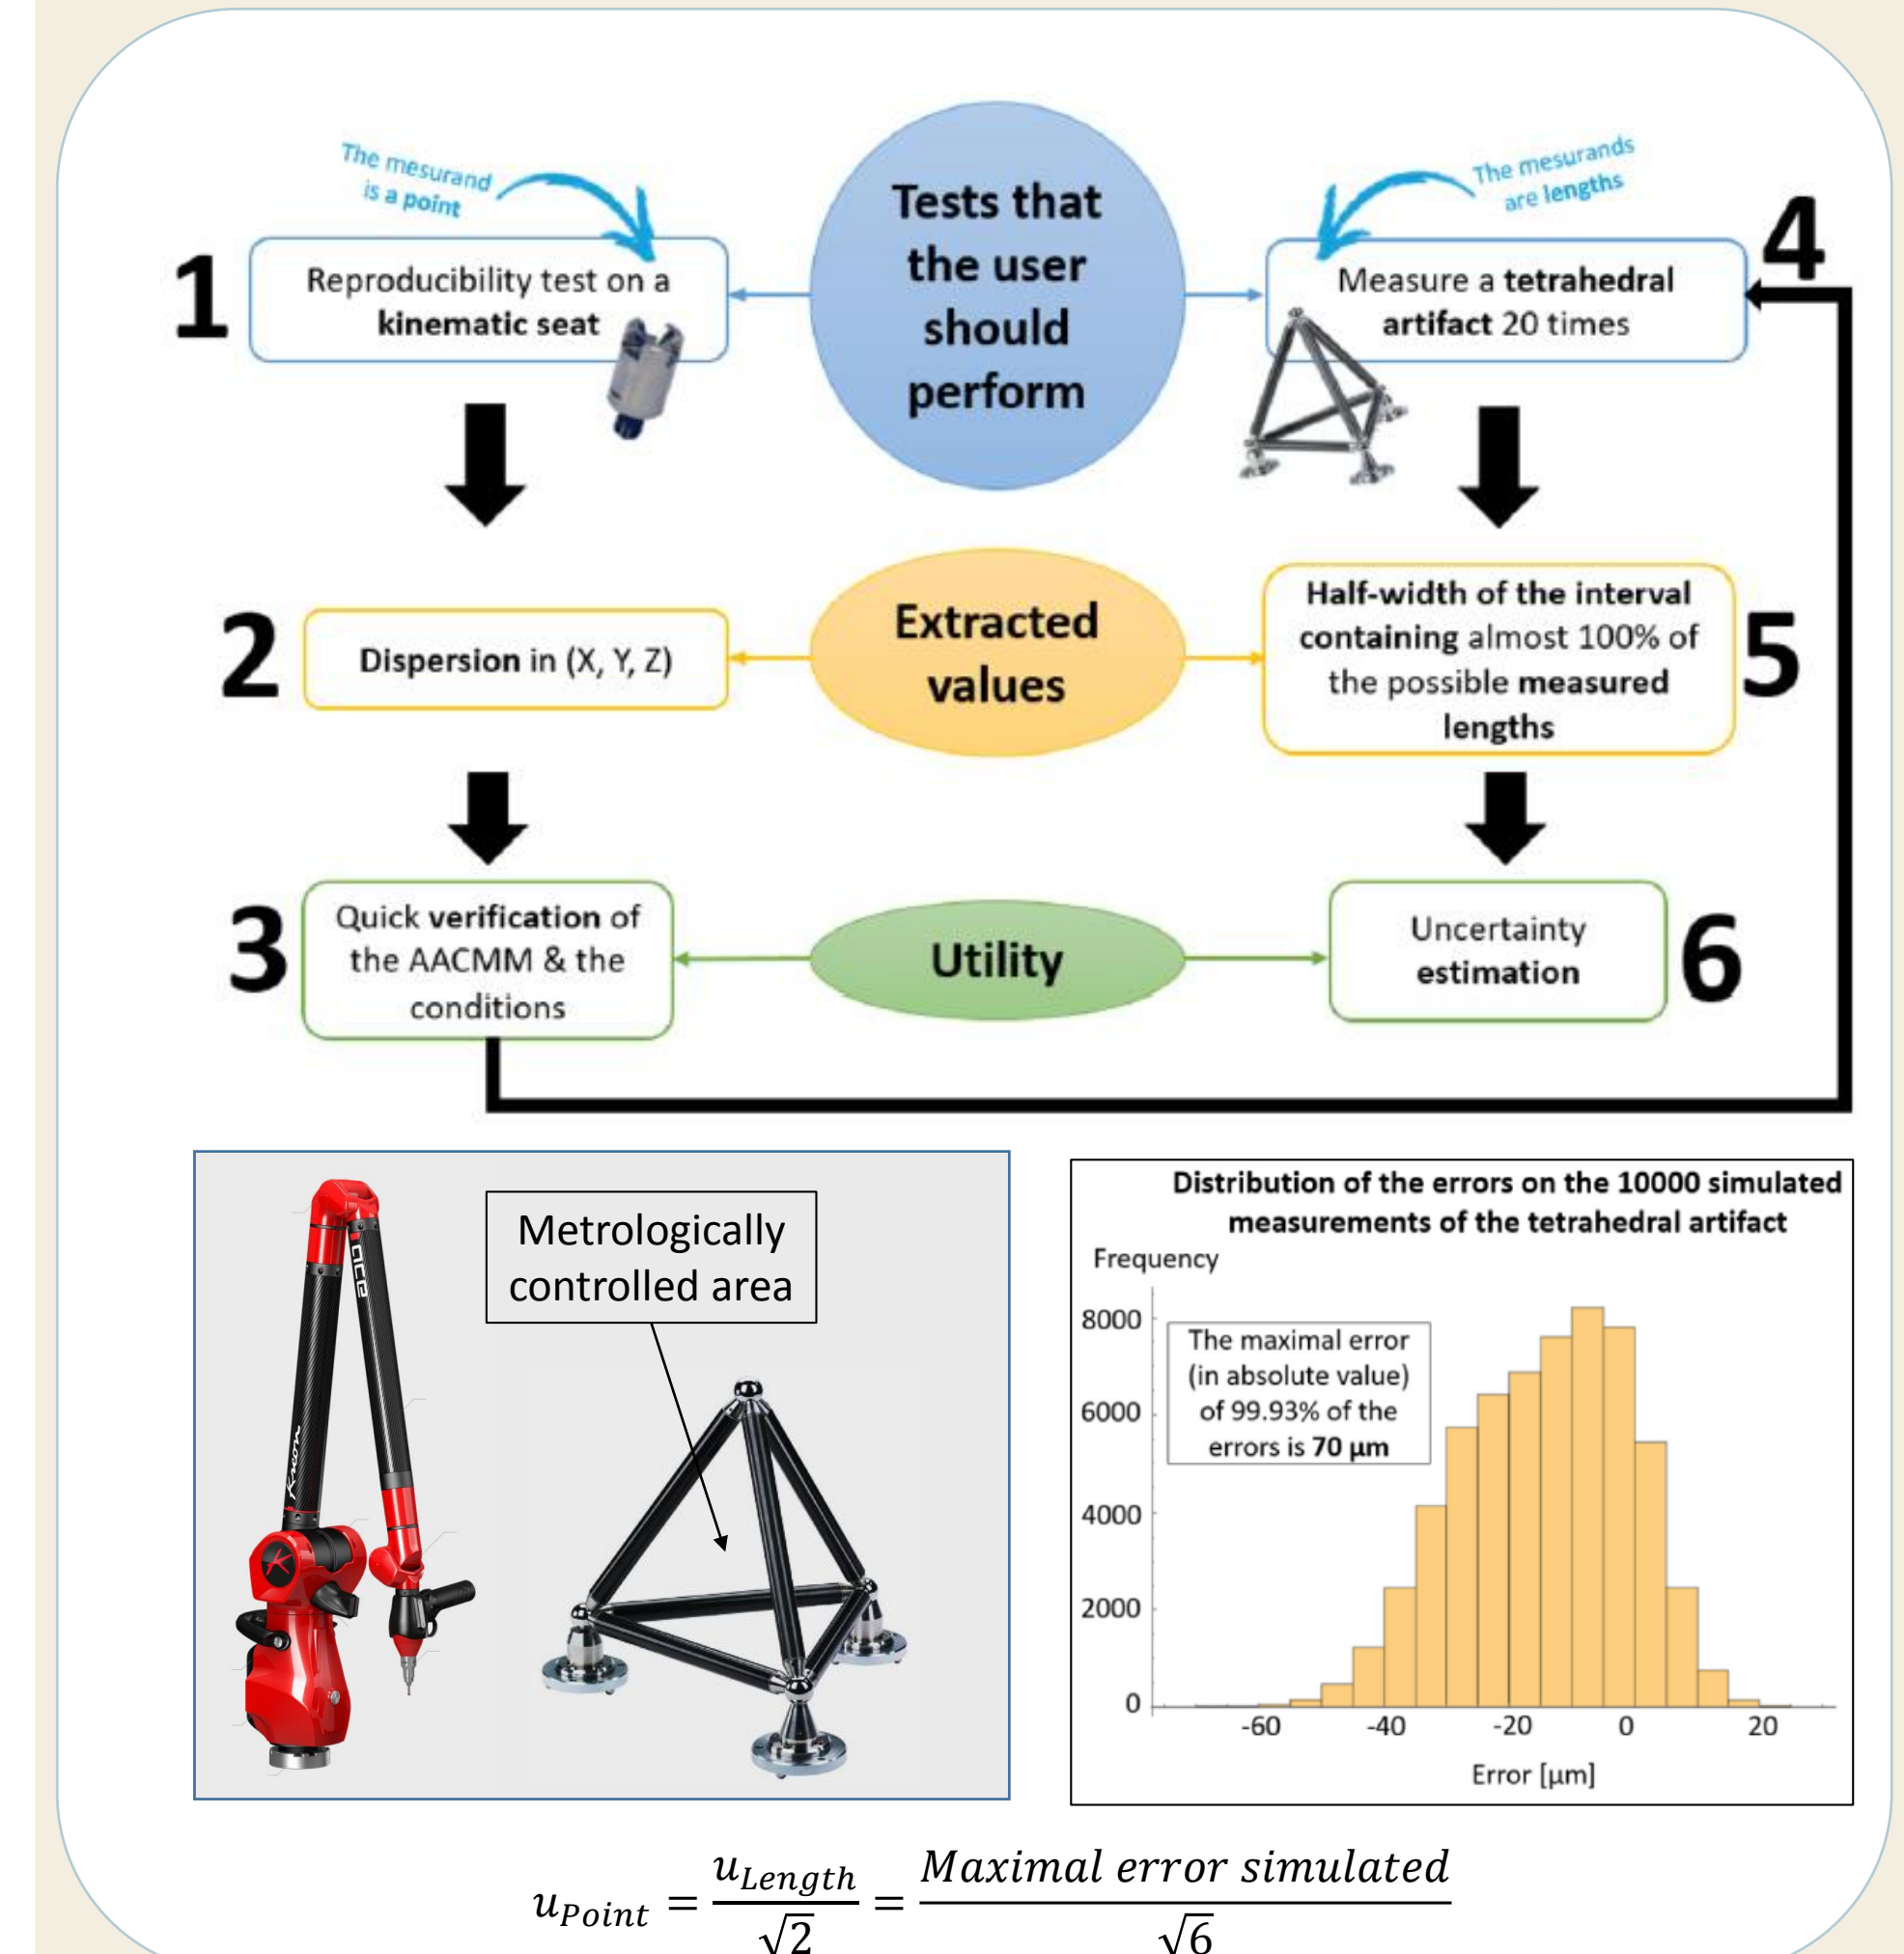 The mesurand
is a point
The mesurands
are lengths
Tests that
the user
should
perform
1
Reproducibility test on a
kinematic seat
4
Measure a tetrahedral
artifact 20 times
Extracted
values
2
Dispersion in (X, Y, Z)
5
Half-width of the interval
containing almost 100% of
the possible measured
lengths
Utility
3
Quick verification of
the AACMM & the
conditions
6
Uncertainty
estimation
Metrologically
controlled area
Kreon
ace
Distribution of the errors on the 10000 simulated
measurements of the tetrahedral artifact
Frequency
8000
6000
4000
2000
0
The maximal error
(in absolute value)
of 99.93% of the
errors is 70 µm
-60 -40 -20 0 20
Error [µm]
u_Point = u_Length / √2 = Maximal error simulated / √6